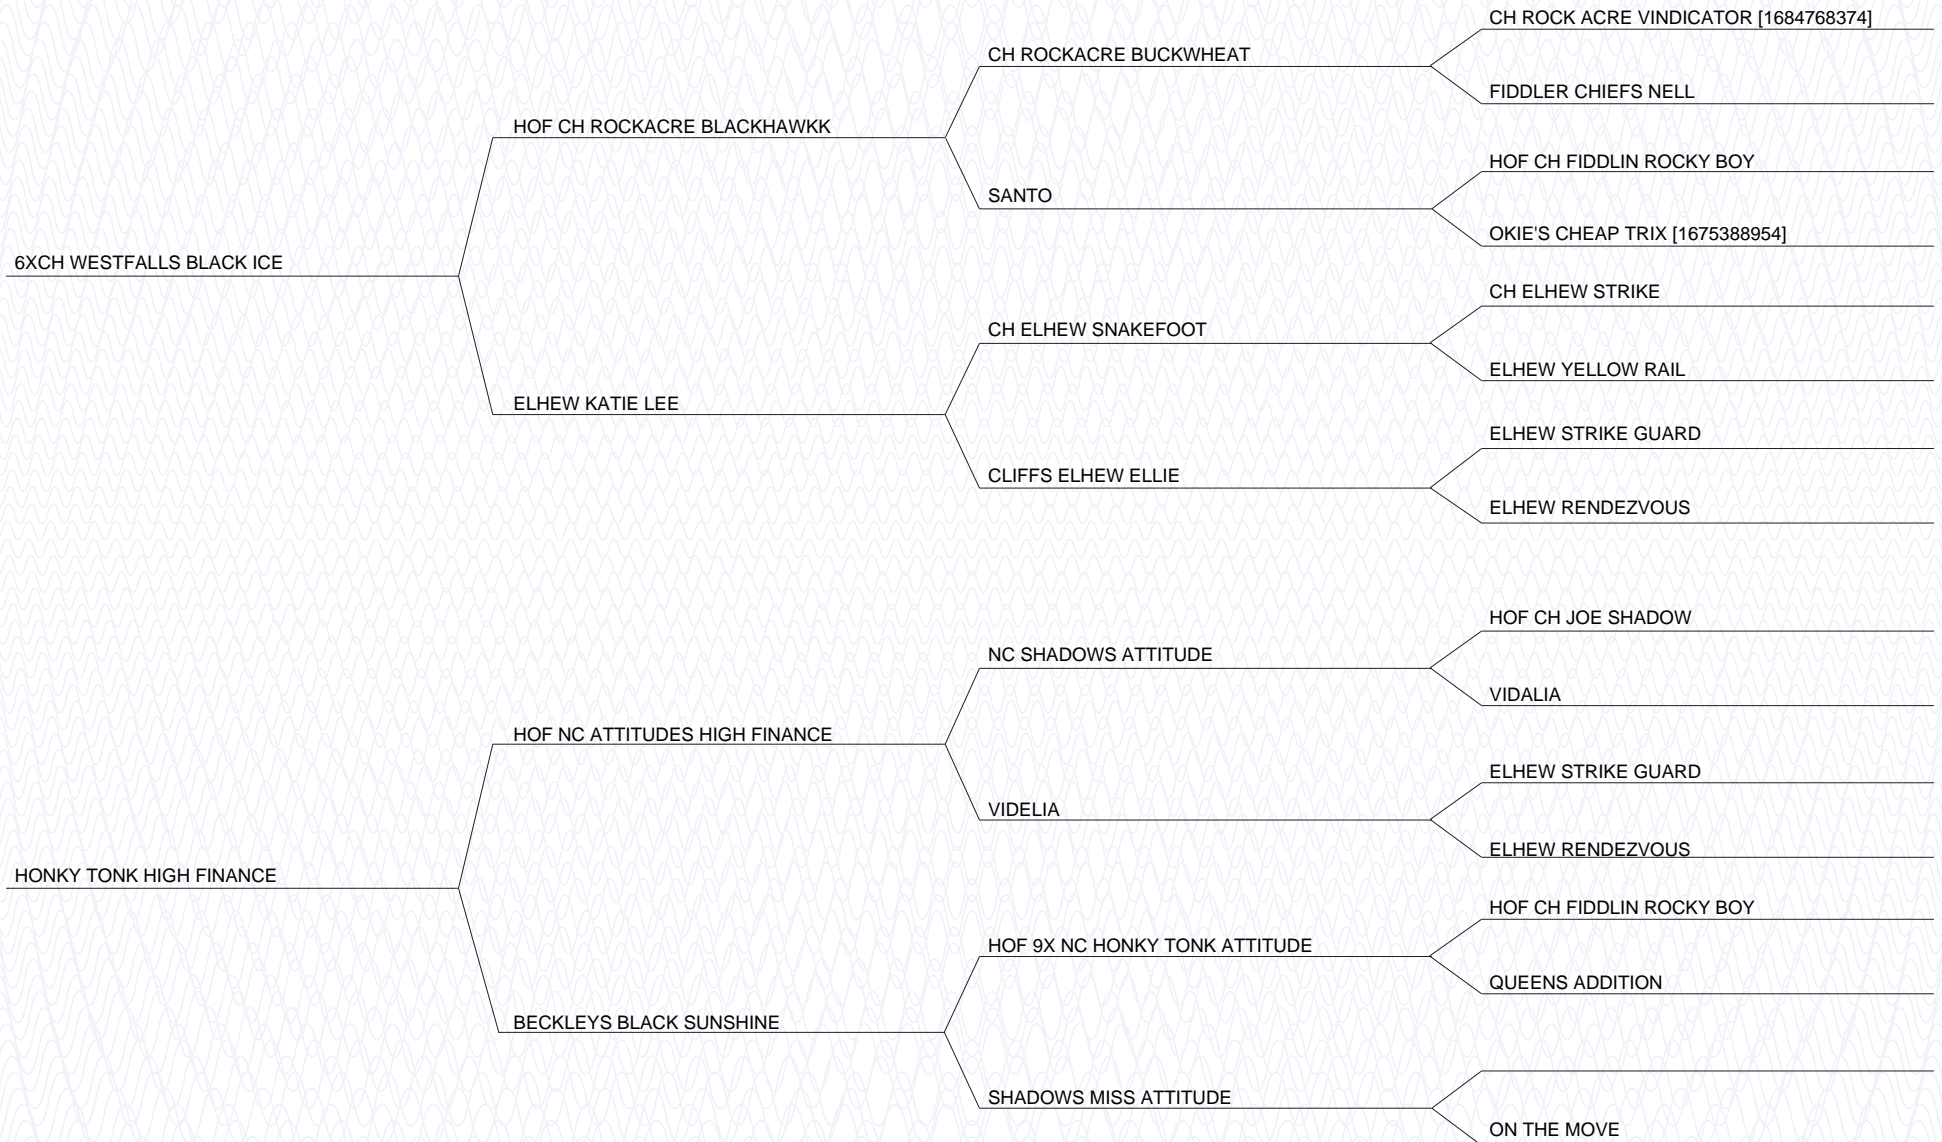 CH ROCK ACRE VINDICATOR [1684768374]
CH ROCKACRE BUCKWHEAT
FIDDLER CHIEFS NELL
HOF CH ROCKACRE BLACKHAWKK
HOF CH FIDDLIN ROCKY BOY
SANTO
OKIE'S CHEAP TRIX [1675388954]
6XCH WESTFALLS BLACK ICE
CH ELHEW STRIKE
CH ELHEW SNAKEFOOT
ELHEW YELLOW RAIL
ELHEW KATIE LEE
ELHEW STRIKE GUARD
CLIFFS ELHEW ELLIE
ELHEW RENDEZVOUS
HOF CH JOE SHADOW
NC SHADOWS ATTITUDE
VIDALIA
HOF NC ATTITUDES HIGH FINANCE
ELHEW STRIKE GUARD
VIDELIA
ELHEW RENDEZVOUS
HONKY TONK HIGH FINANCE
HOF CH FIDDLIN ROCKY BOY
HOF 9X NC HONKY TONK ATTITUDE
QUEENS ADDITION
BECKLEYS BLACK SUNSHINE
SHADOWS MISS ATTITUDE
ON THE MOVE